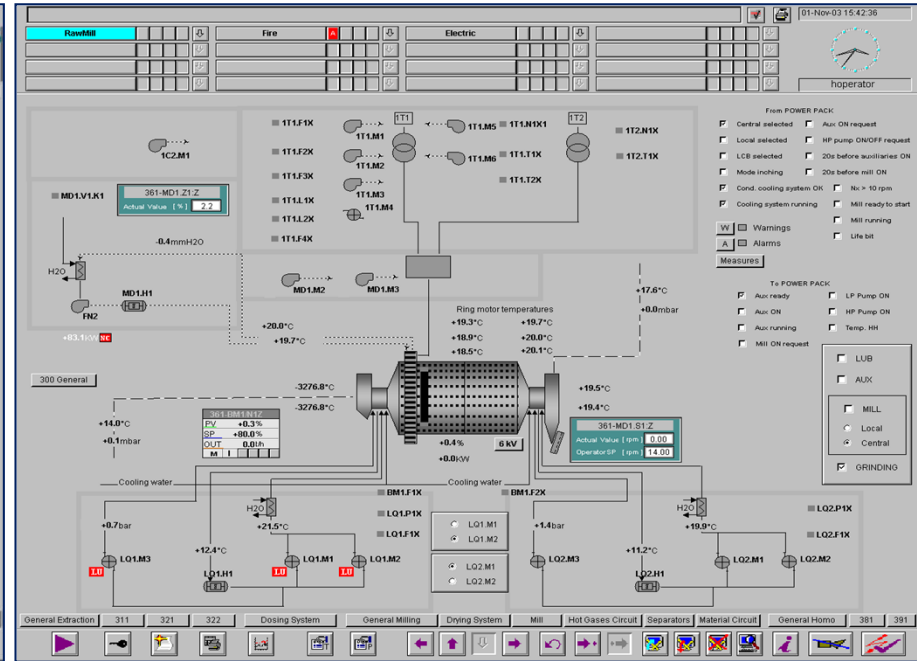 01-Nov-03 15:42:36
RawMill
Fire A
Electric
hoperator
1C2.M1
1T1.F1X
1T1.F2X
1T1.F3X
1T1.L1X
1T1.L2X
1T1.F4X
1T1.M1
1T1.M2
1T1.M3
1T1.M4
1T1
1T1.M5
1T1.M6
1T1.N1X1
1T1.T1X
1T1.T2X
1T2
1T2.N1X
1T2.T1X
From POWER PACK
Central selected Aux ON request
Local selected HP pump ON/OFF request
LCB selected 20s before auxiliaries ON
Mode inching 20s before mill ON
Cond. cooling system OK Nx > 10 rpm
Cooling system running Mill ready to start
Mill running
Life bit
W Warnings
A Alarms
Measures
To POWER PACK
Aux ready LP Pump ON
Aux ON HP Pump ON
Aux running Temp. HH
Mill ON request
MD1.V1.K1
361-MD1.Z1:Z
Actual Value [%] 2.2
-0.4mmH2O
H2O
FN2
MD1.H1
+83.1kW SC
MD1.M2
MD1.M3
+20.0°C
+19.7°C
Ring motor temperatures
+19.3°C +19.7°C
+18.9°C +20.0°C
+18.5°C +20.1°C
+17.6°C
+0.0mbar
300 General
-3276.8°C
-3276.8°C
+14.0°C
+0.1mbar
361-BM1.N1Z
PV +0.3%
SP +80.0%
OUT 0.0t/h
M I
+0.4%
+0.0kW
6 kV
+19.5°C
+19.4°C
361-MD1.S1:Z
Actual Value [rpm] 0.00
Operator SP [rpm] 14.00
LUB
AUX
MILL
Local
Central
GRINDING
Cooling water
Cooling water
BM1.F1X
BM1.F2X
H2O
LQ1.P1X
LQ1.F1X
+21.5°C
+0.7bar
+12.4°C
LQ1.M3
LQ1.H1
LQ1.M1
LQ1.M2
LU
LU
LU
LQ1.M1
LQ1.M2
LQ2.M1
LQ2.M2
+1.4bar
H2O
+19.9°C
LQ2.P1X
LQ2.F1X
+11.2°C
LQ2.M3
LQ2.H1
LQ2.M1
LQ2.M2
General Extraction 311 321 322 Dosing System General Milling Drying System Mill Hot Gases Circuit Separators Material Circuit General Homo 381 391